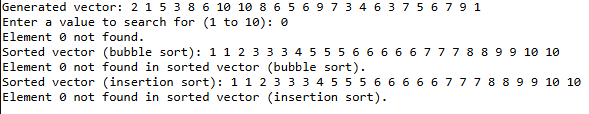 Generated vector: 2 1 5 3 8 6 10 10 8 6 5 6 9 7 3 4 6 3 7 5 6 7 9 1
Enter a value to search for (1 to 10): 0
Element 0 not found.
Sorted vector (bubble sort): 1 1 2 3 3 3 4 5 5 5 6 6 6 6 6 7 7 7 8 8 9 9 10 10
Element 0 not found in sorted vector (bubble sort).
Sorted vector (insertion sort): 1 1 2 3 3 3 4 5 5 5 6 6 6 6 6 7 7 7 8 8 9 9 10 10
Element 0 not found in sorted vector (insertion sort).